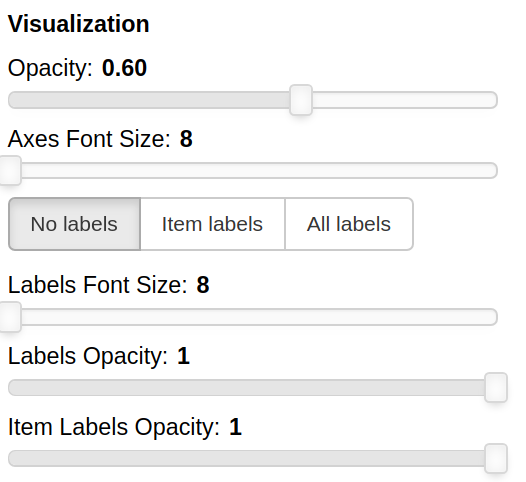 Visualization
Opacity: 0.60
Axes Font Size: 8
No labels Item labels All labels
Labels Font Size: 8
Labels Opacity: 1
Item Labels Opacity: 1